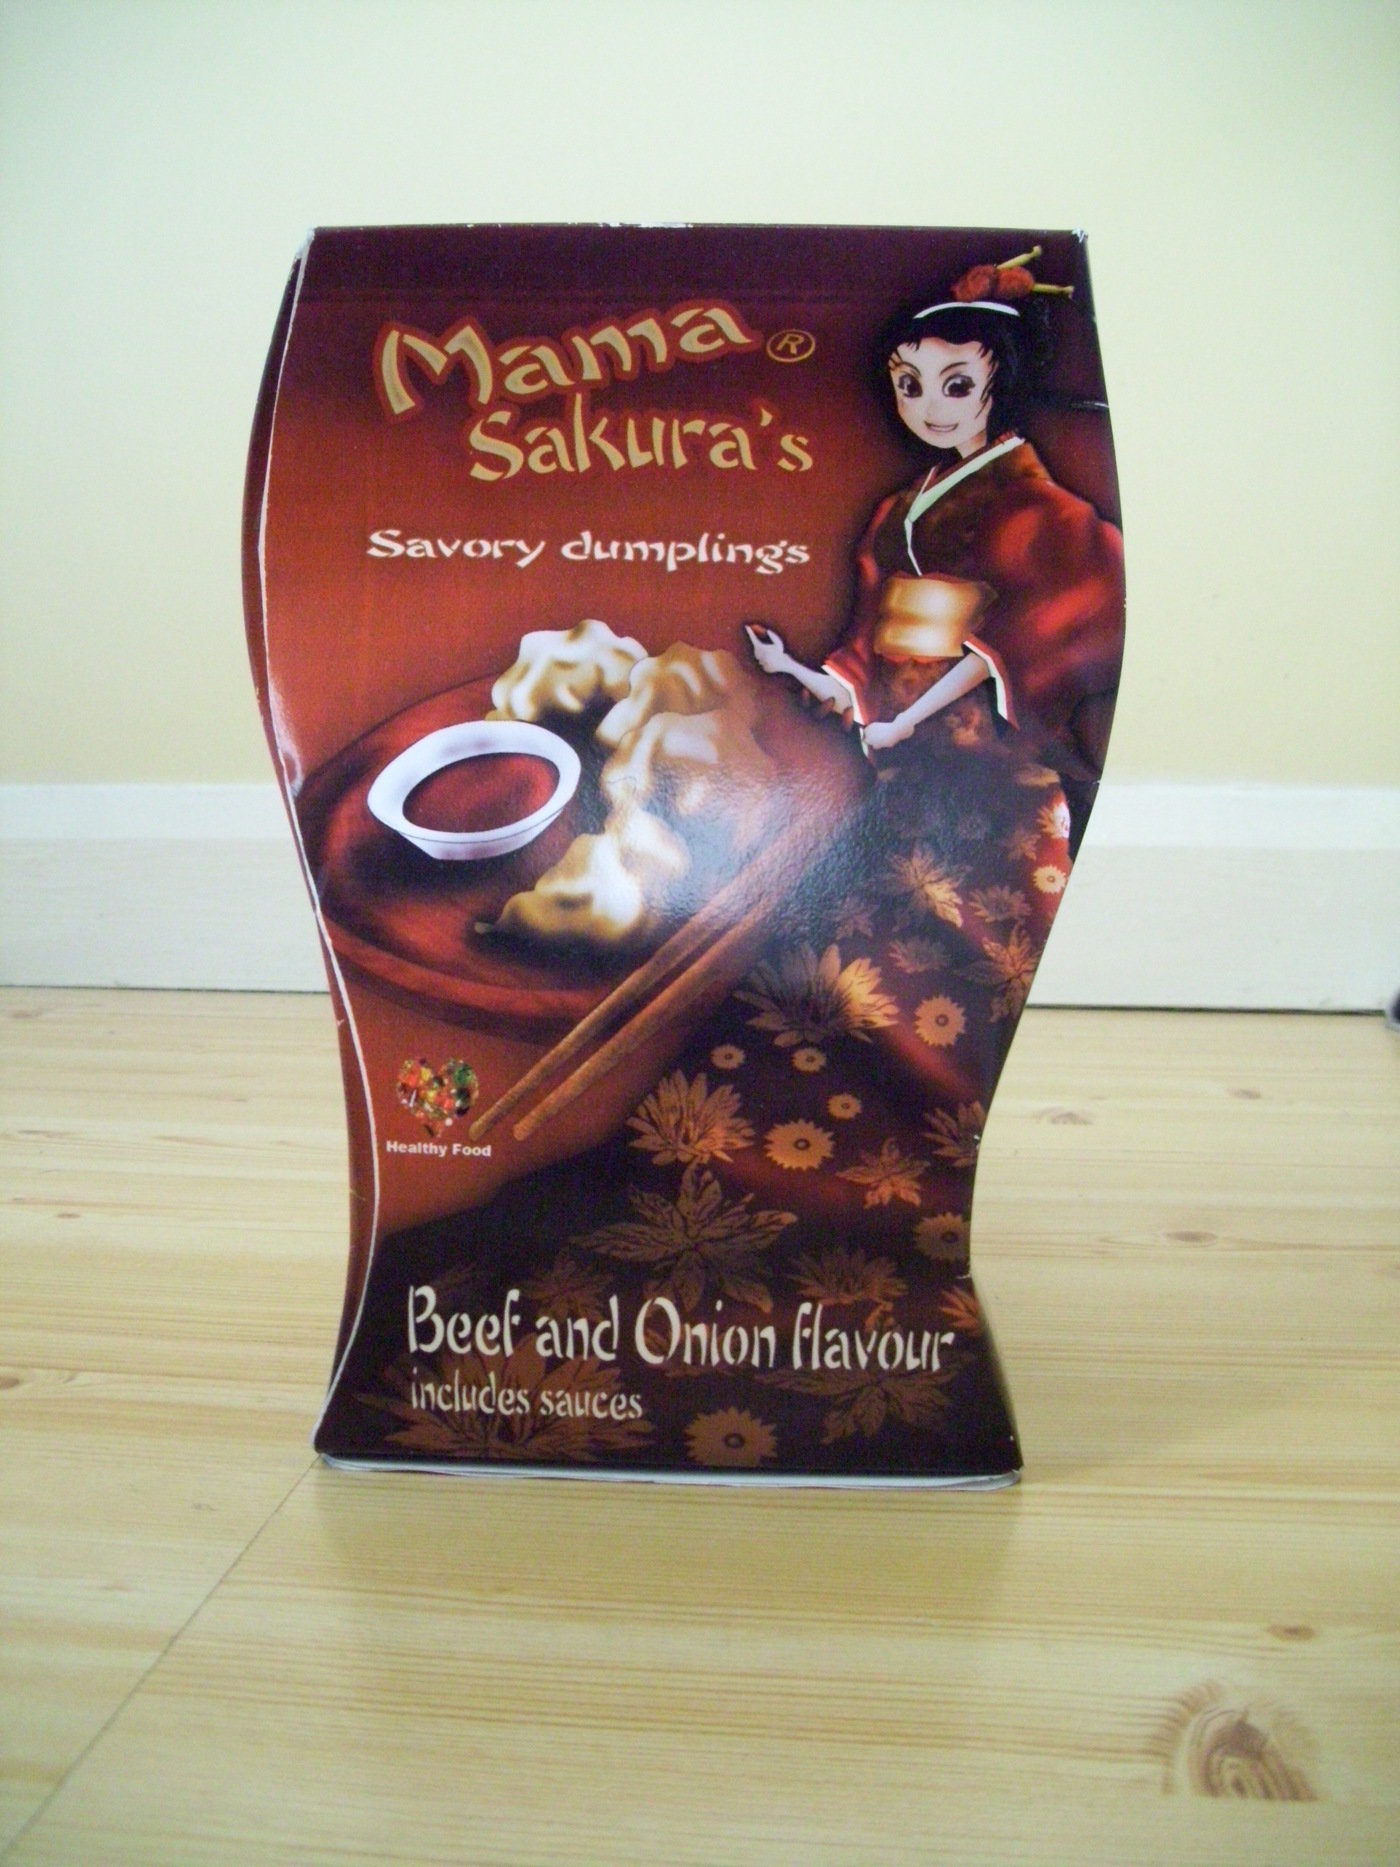 Mama ®
Sakura's
Savory dumplings
Healthy Food
Beef and Onion flavour
includes sauces